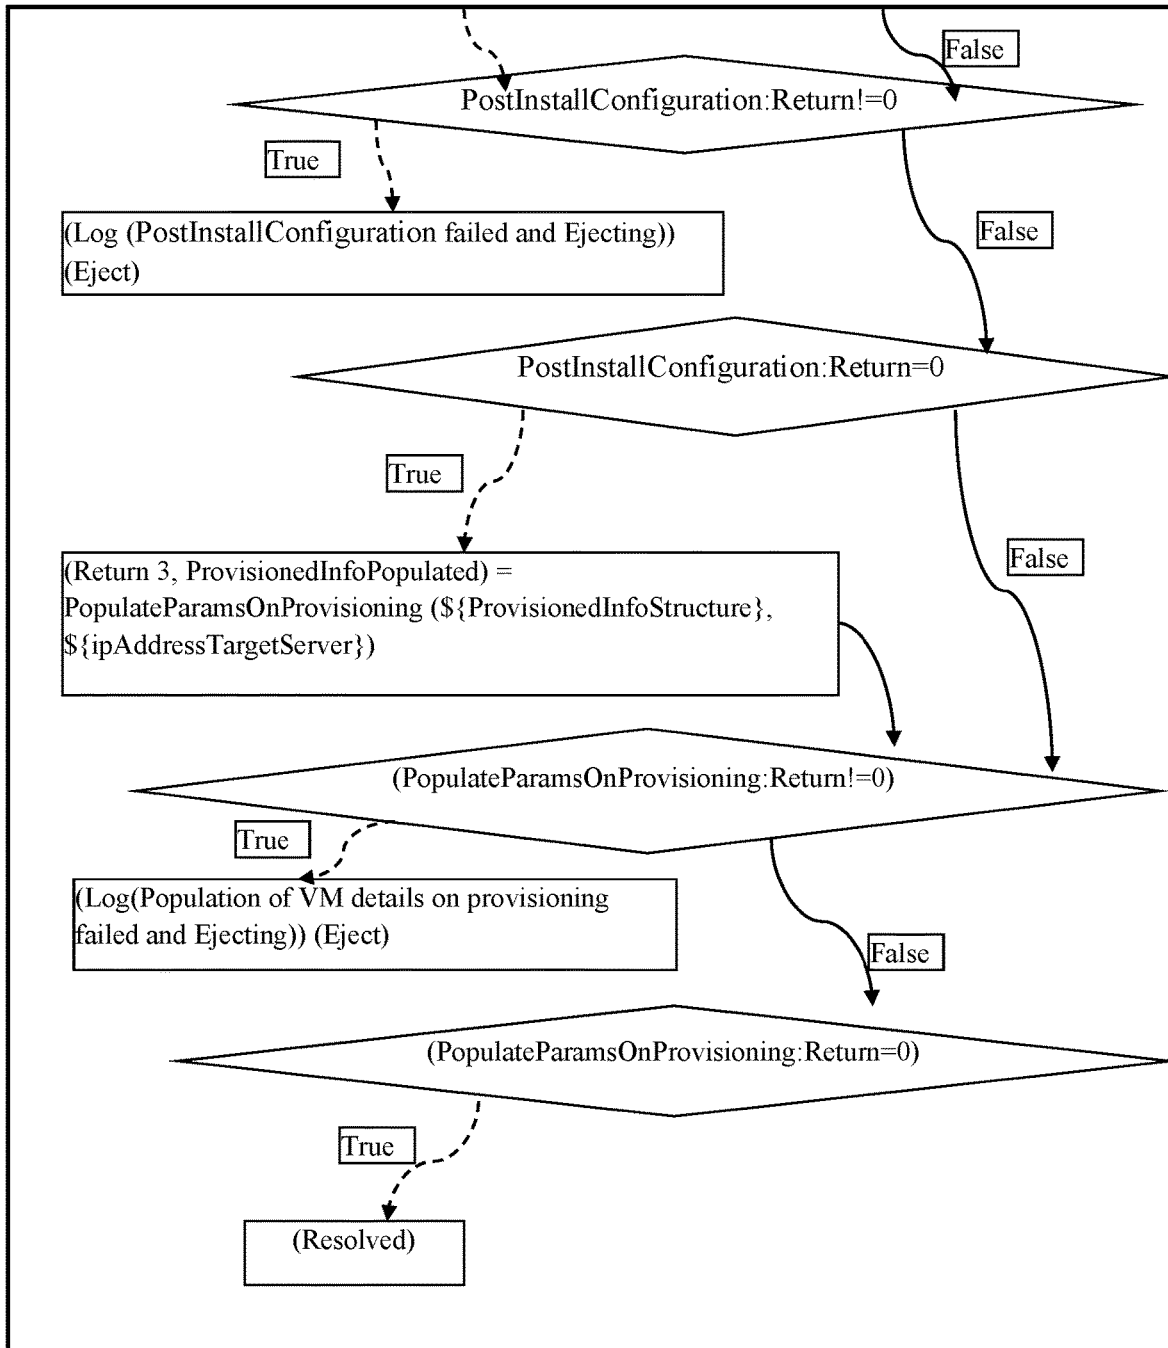 False
PostInstallConfiguration:Return!=0
True
(Log (PostInstallConfiguration failed and Ejecting))
(Eject)
False
PostInstallConfiguration:Return=0
True
False
(Return 3, ProvisionedInfoPopulated) =
PopulateParamsOnProvisioning (${ProvisionedInfoStructure},
${ipAddressTargetServer})
(PopulateParamsOnProvisioning:Return!=0)
True
(Log(Population of VM details on provisioning
failed and Ejecting)) (Eject)
False
(PopulateParamsOnProvisioning:Return=0)
True
(Resolved)